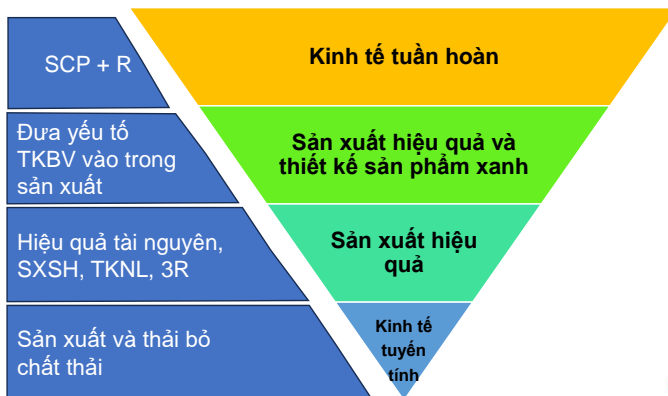 SCP + R
Kinh tế tuần hoàn
Đưa yếu tố
TKBV vào trong
sản xuất
Sản xuất hiệu quả và
thiết kế sản phẩm xanh
Hiệu quả tài nguyên,
SXSH, TKNL, 3R
Sản xuất hiệu
quả
Sản xuất và thải bỏ
chất thải
Kinh tế
tuyến
tính